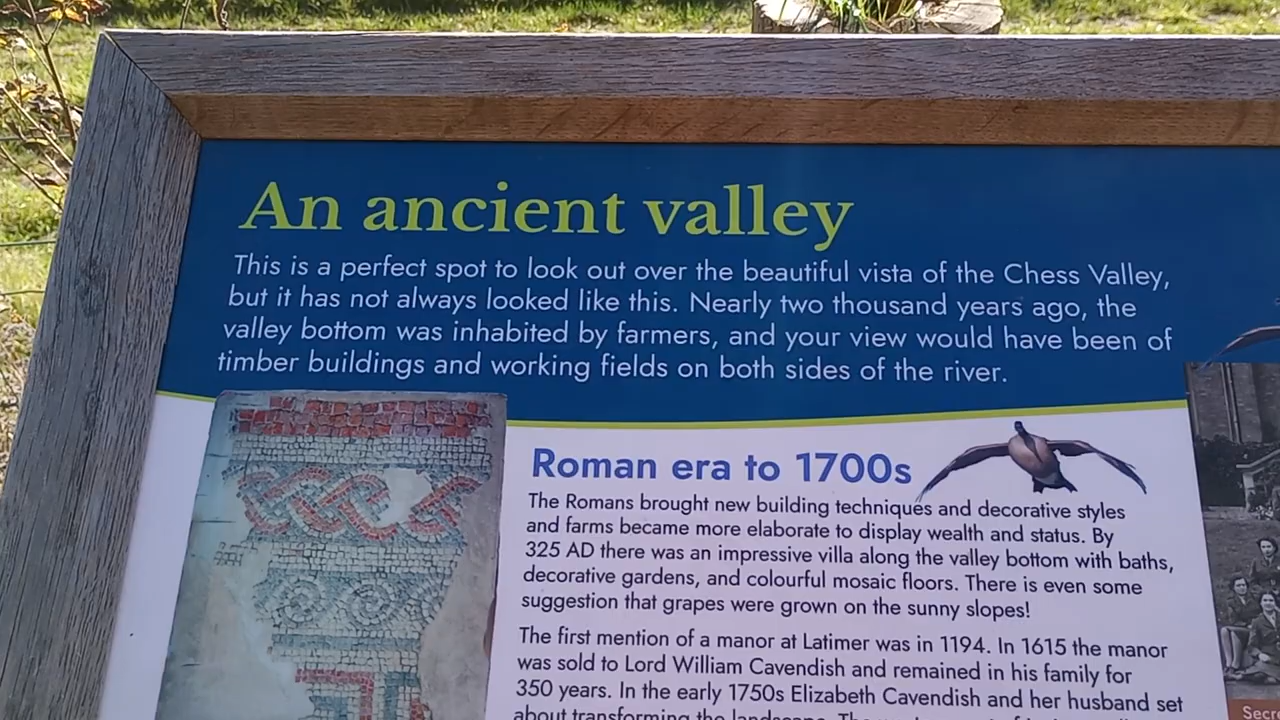 An ancient valley
This is a perfect spot to look out over the beautiful vista of the Chess Valley,
but it has not always looked like this. Nearly two thousand years ago, the
valley bottom was inhabited by farmers, and your view would have been of
timber buildings and working fields on both sides of the river.
Roman era to 1700s
The Romans brought new building techniques and decorative styles
and farms became more elaborate to display wealth and status. By
325 AD there was an impressive villa along the valley bottom with baths,
decorative gardens, and colourful mosaic floors. There is even some
suggestion that grapes were grown on the sunny slopes!
The first mention of a manor at Latimer was in 1194. In 1615 the manor
was sold to Lord William Cavendish and remained in his family for
350 years. In the early 1750s Elizabeth Cavendish and her husband set
about transforming the landscape. The